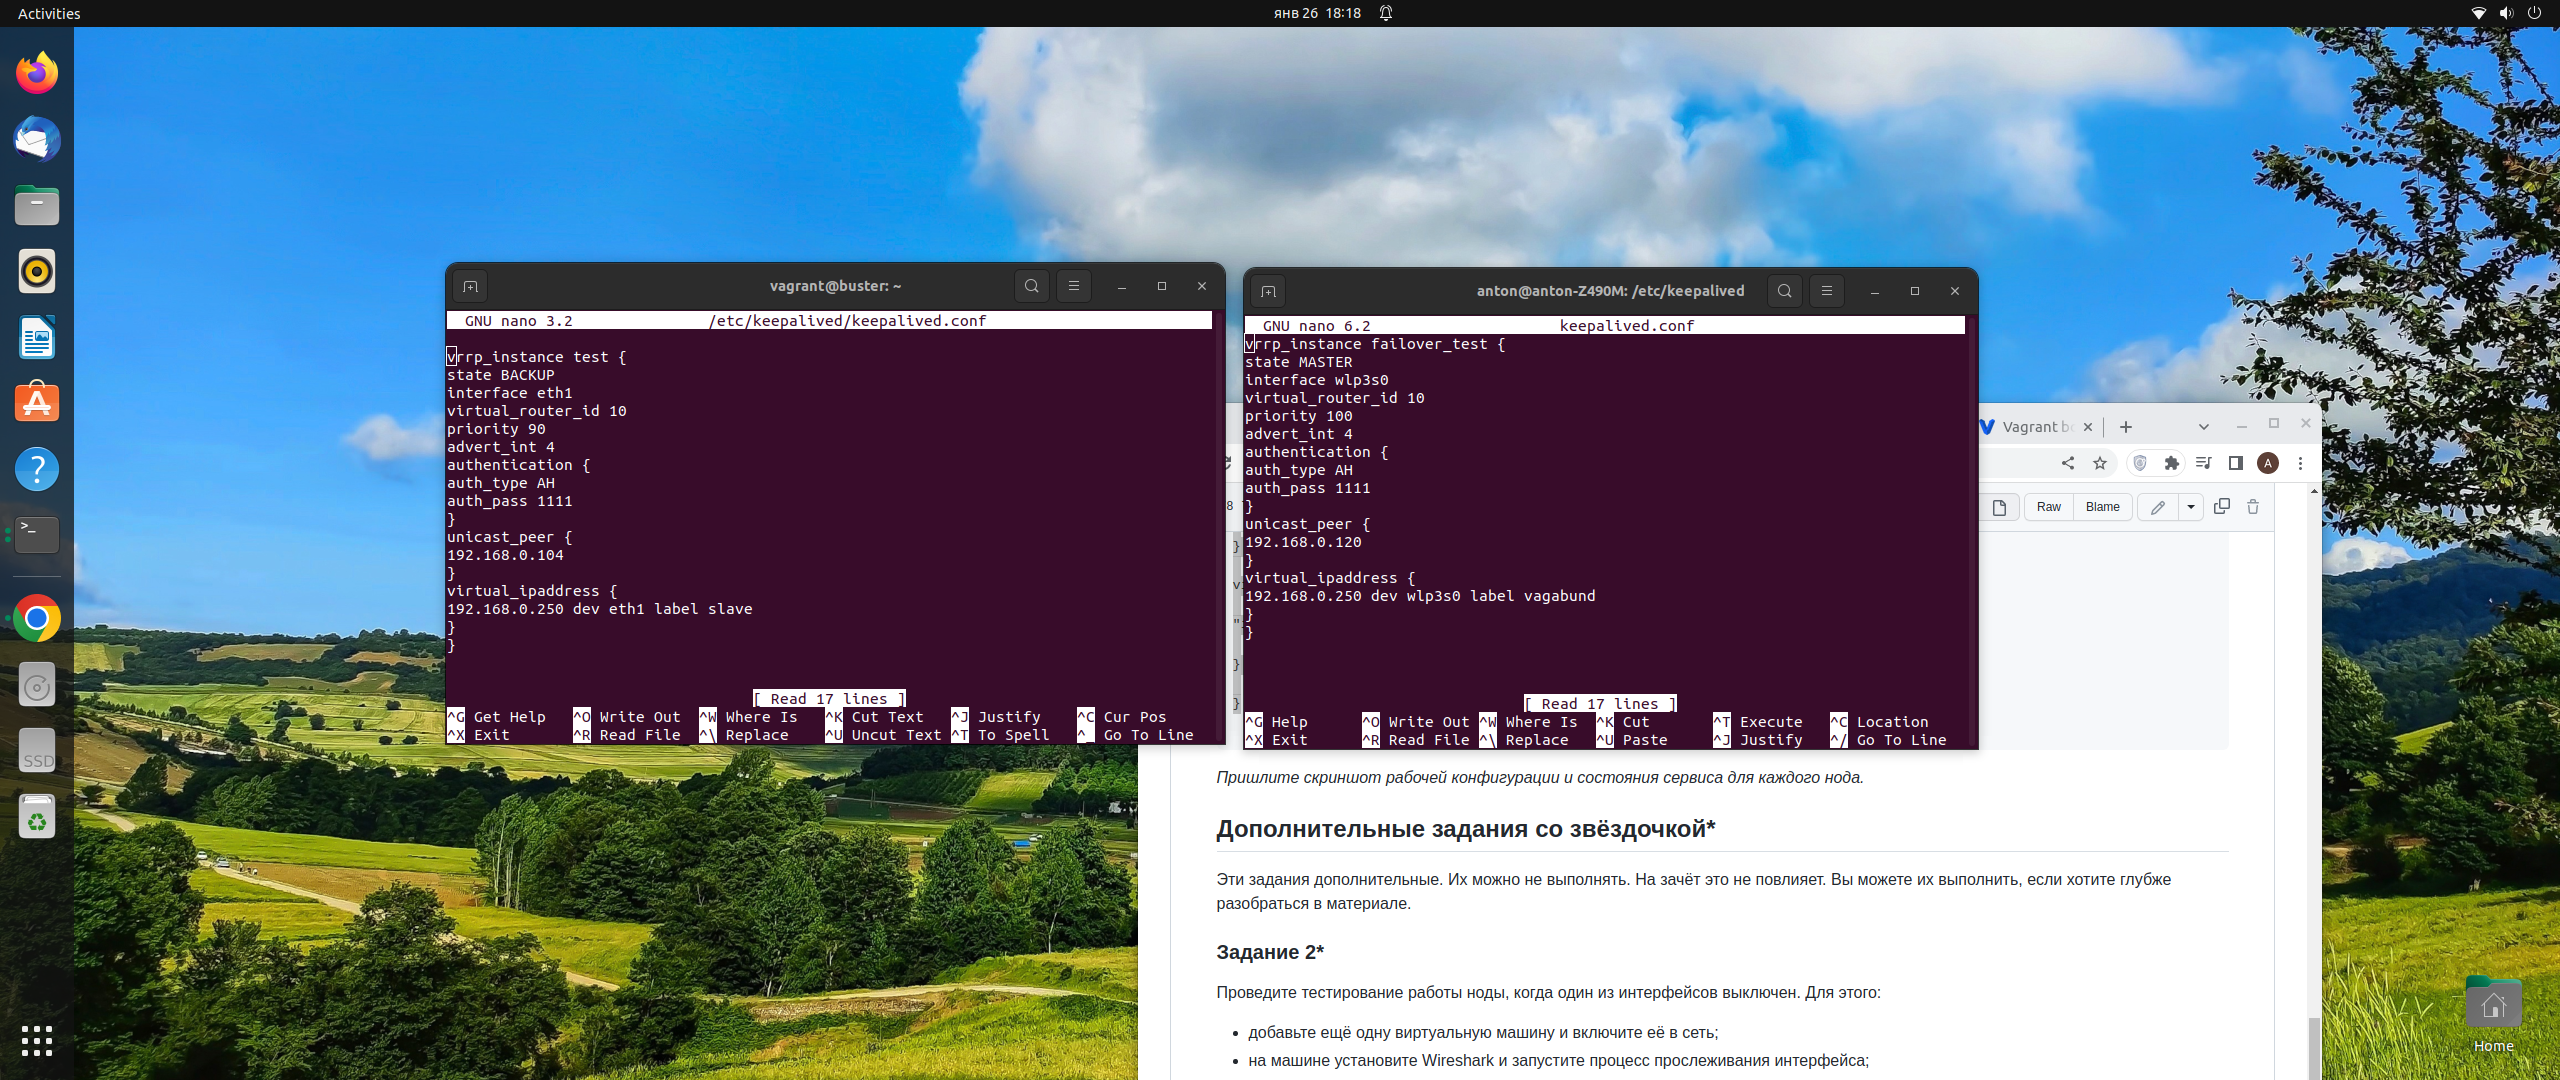 Activities
янв 26 18:18
vagrant@buster: ~
GNU nano 3.2 /etc/keepalived/keepalived.conf
vrrp_instance test {
state BACKUP
interface eth1
virtual_router_id 10
priority 90
advert_int 4
authentication {
auth_type AH
auth_pass 1111
}
unicast_peer {
192.168.0.104
}
virtual_ipaddress {
192.168.0.250 dev eth1 label slave
}
}
[ Read 17 lines ]
^G Get Help ^O Write Out ^W Where Is ^K Cut Text ^J Justify ^C Cur Pos
^X Exit ^R Read File ^\ Replace ^U Uncut Text ^T To Spell ^_ Go To Line
anton@anton-Z490M: /etc/keepalived
GNU nano 6.2 keepalived.conf
vrrp_instance failover_test {
state MASTER
interface wlp3s0
virtual_router_id 10
priority 100
advert_int 4
authentication {
auth_type AH
auth_pass 1111
}
unicast_peer {
192.168.0.120
}
virtual_ipaddress {
192.168.0.250 dev wlp3s0 label vagabund
}
}
[ Read 17 lines ]
^G Help ^O Write Out ^W Where Is ^K Cut ^T Execute ^C Location
^X Exit ^R Read File ^\ Replace ^U Paste ^J Justify ^/ Go To Line
Vagrant
A
8
Raw Blame
}
v
"
}
}
Пришлите скриншот рабочей конфигурации и состояния сервиса для каждого нода.
Дополнительные задания со звёздочкой*
Эти задания дополнительные. Их можно не выполнять. На зачёт это не повлияет. Вы можете их выполнить, если хотите глубже
разобраться в материале.
Задание 2*
Проведите тестирование работы ноды, когда один из интерфейсов выключен. Для этого:
• добавьте ещё одну виртуальную машину и включите её в сеть;
• на машине установите Wireshark и запустите процесс прослеживания интерфейса;
SSD
Home